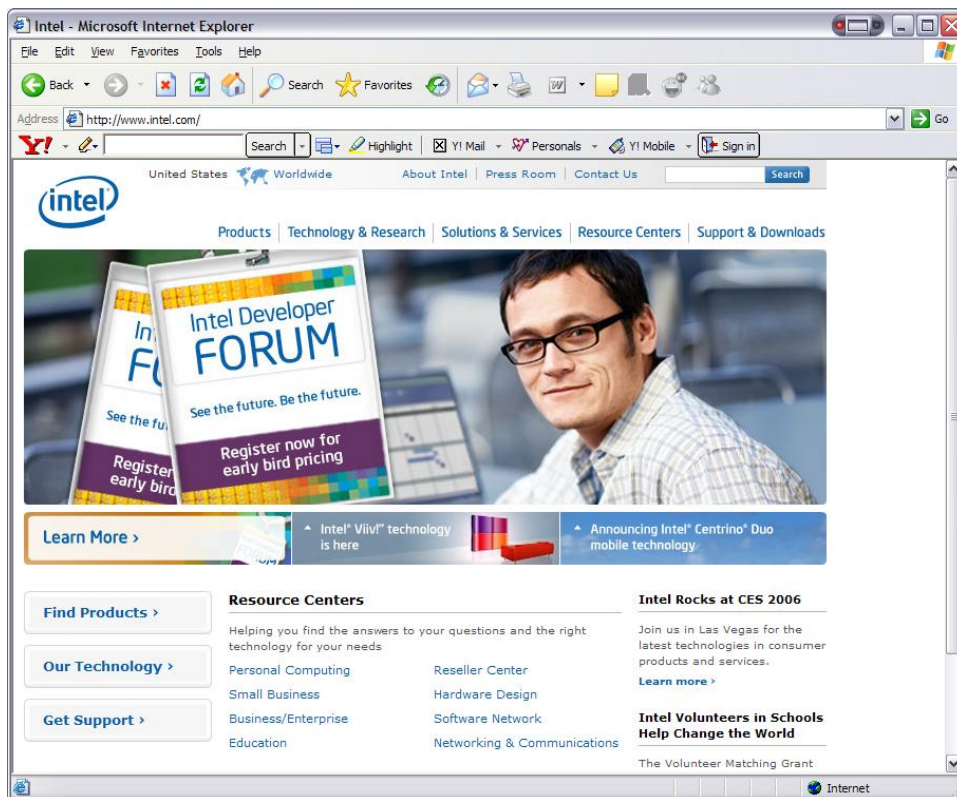 Intel - Microsoft Internet Explorer
File Edit View Favorites Tools Help
Back Search Favorites
Address http://www.intel.com/ Go
Y! Search Highlight Y! Mail Personals Y! Mobile Sign in
United States Worldwide About Intel | Press Room | Contact Us Search
intel
Products | Technology & Research | Solutions & Services | Resource Centers | Support & Downloads
Intel Developer
FORUM
See the future. Be the future.
Register now for
early bird pricing
In
FO
See the fu
Register
early bird
Learn More ›
Intel® Viiv!™ technology
is here
Announcing Intel® Centrino® Duo
mobile technology
Find Products ›
Our Technology ›
Get Support ›
Resource Centers
Helping you find the answers to your questions and the right
technology for your needs
Personal Computing Reseller Center
Small Business Hardware Design
Business/Enterprise Software Network
Education Networking & Communications
Intel Rocks at CES 2006
Join us in Las Vegas for the
latest technologies in consumer
products and services.
Learn more ›
Intel Volunteers in Schools
Help Change the World
The Volunteer Matching Grant
Internet